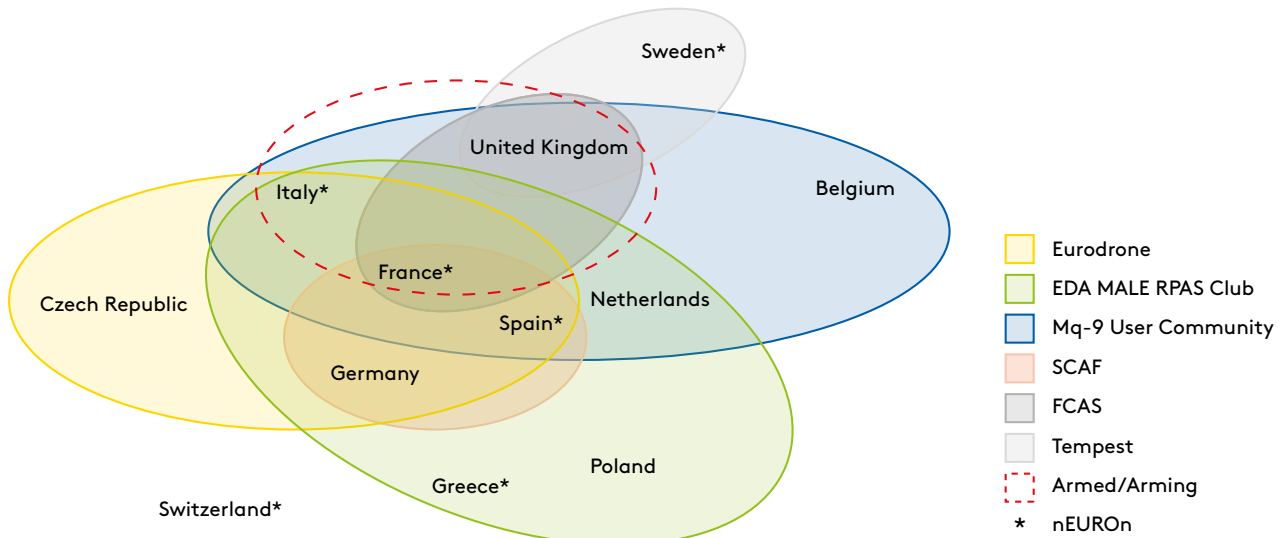 Sweden*
United Kingdom
Italy*
Belgium
France*
Czech Republic
Netherlands
Spain*
Germany
Poland
Greece*
Switzerland*
Eurodrone
EDA MALE RPAS Club
Mq-9 User Community
SCAF
FCAS
Tempest
Armed/Arming
* nEUROn